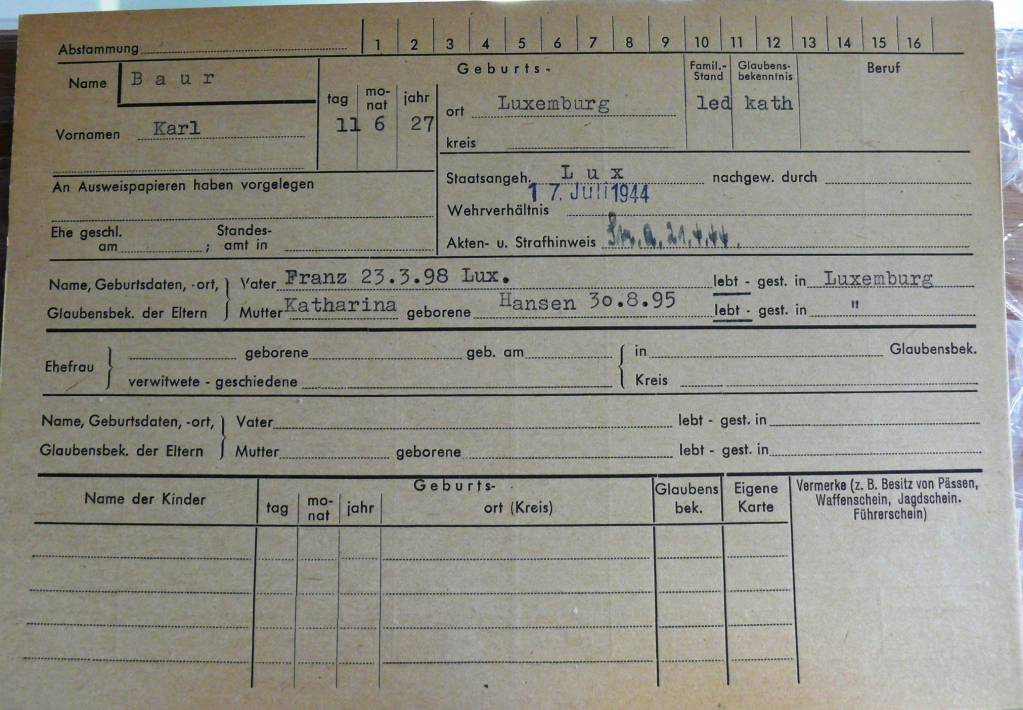 Abstammung 1 2 3 4 5 6 7 8 9 10 11 12 13 14 15 16
Name Baur
Vornamen Karl
Geburts-
tag mo-nat jahr
11 6 27
ort Luxemburg
kreis
Famil.-Stand
led
Glaubens-bekenntnis
kath
Beruf
An Ausweispapieren haben vorgelegen
Ehe geschl. am ; Standes-amt in
Staatsangeh. Lux nachgew. durch
17. Juli 1944
Wehrverhältnis
Akten- u. Strafhinweis 21.4.44.
Name, Geburtsdaten, -ort, Vater Franz 23.3.98 Lux. lebt - gest. in Luxemburg
Glaubensbek. der Eltern Mutter Katharina geborene Hansen 30.8.95 lebt - gest. in "
Ehefrau geborene geb. am in Glaubensbek.
verwitwete - geschiedene Kreis
Name, Geburtsdaten, -ort, Vater lebt - gest. in
Glaubensbek. der Eltern Mutter geborene lebt - gest. in
Name der Kinder
Geburts-
tag mo-nat jahr ort (Kreis)
Glaubens bek.
Eigene Karte
Vermerke (z. B. Besitz von Pässen,
Waffenschein, Jagdschein.
Führerschein)